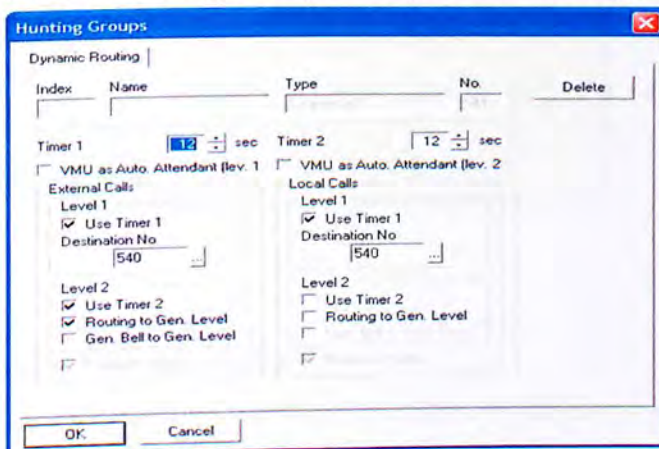 Hunting Groups
Dynamic Routing
Index Name Type No. Delete
Timer 1 12 sec Timer 2 12 sec
VMU as Auto. Attendant (lev. 1 VMU as Auto. Attendant (lev. 2
External Calls
Level 1
Use Timer 1
Destination No
540 ...
Level 2
Use Timer 2
Routing to Gen. Level
Gen. Bell to Gen. Level
Local Calls
Level 1
Use Timer 1
Destination No
540 ...
Level 2
Use Timer 2
Routing to Gen. Level
OK Cancel